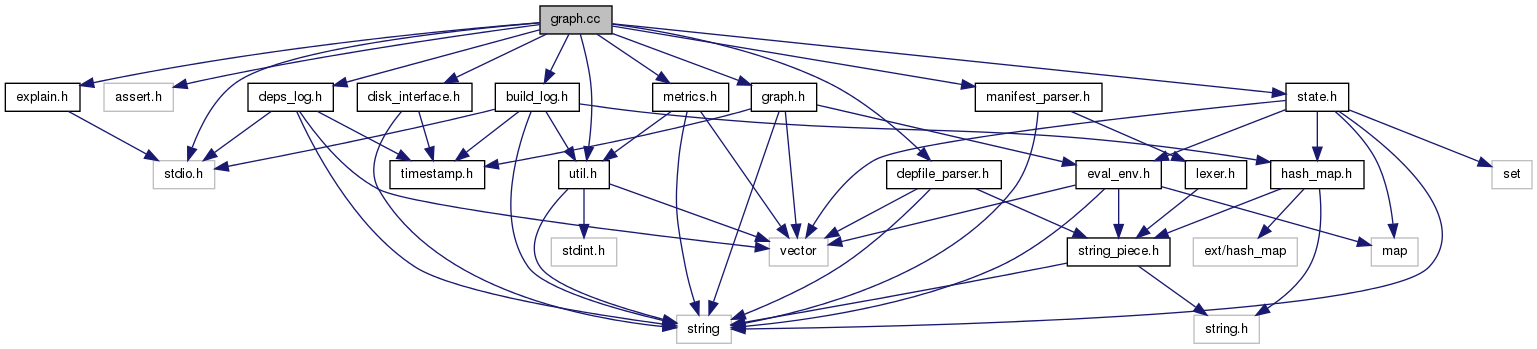 graph.cc
explain.h
assert.h
deps_log.h
disk_interface.h
build_log.h
metrics.h
graph.h
manifest_parser.h
state.h
stdio.h
timestamp.h
util.h
depfile_parser.h
eval_env.h
lexer.h
hash_map.h
set
stdint.h
vector
string_piece.h
ext/hash_map
map
string
string.h